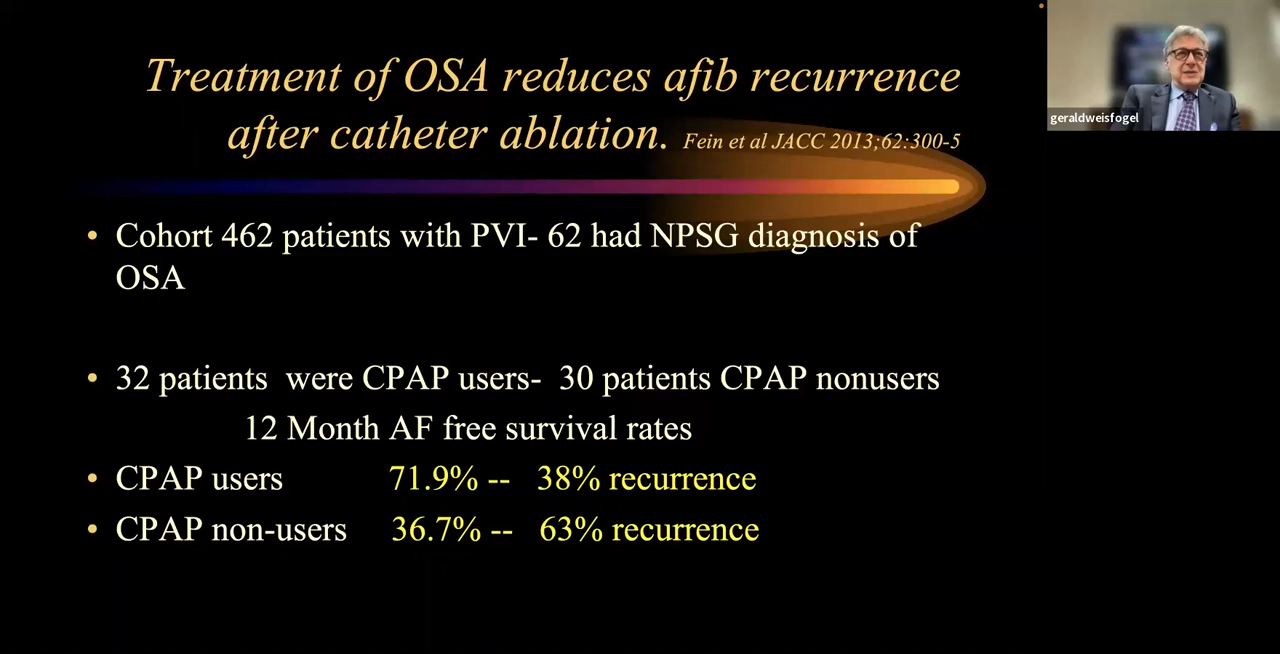 Treatment of OSA reduces afib recurrence
after catheter ablation. Fein et al JACC 2013;62:300-5
geraldweisfogel
• Cohort 462 patients with PVI- 62 had NPSG diagnosis of
OSA
• 32 patients were CPAP users- 30 patients CPAP nonusers
12 Month AF free survival rates
• CPAP users 71.9% -- 38% recurrence
• CPAP non-users 36.7% -- 63% recurrence